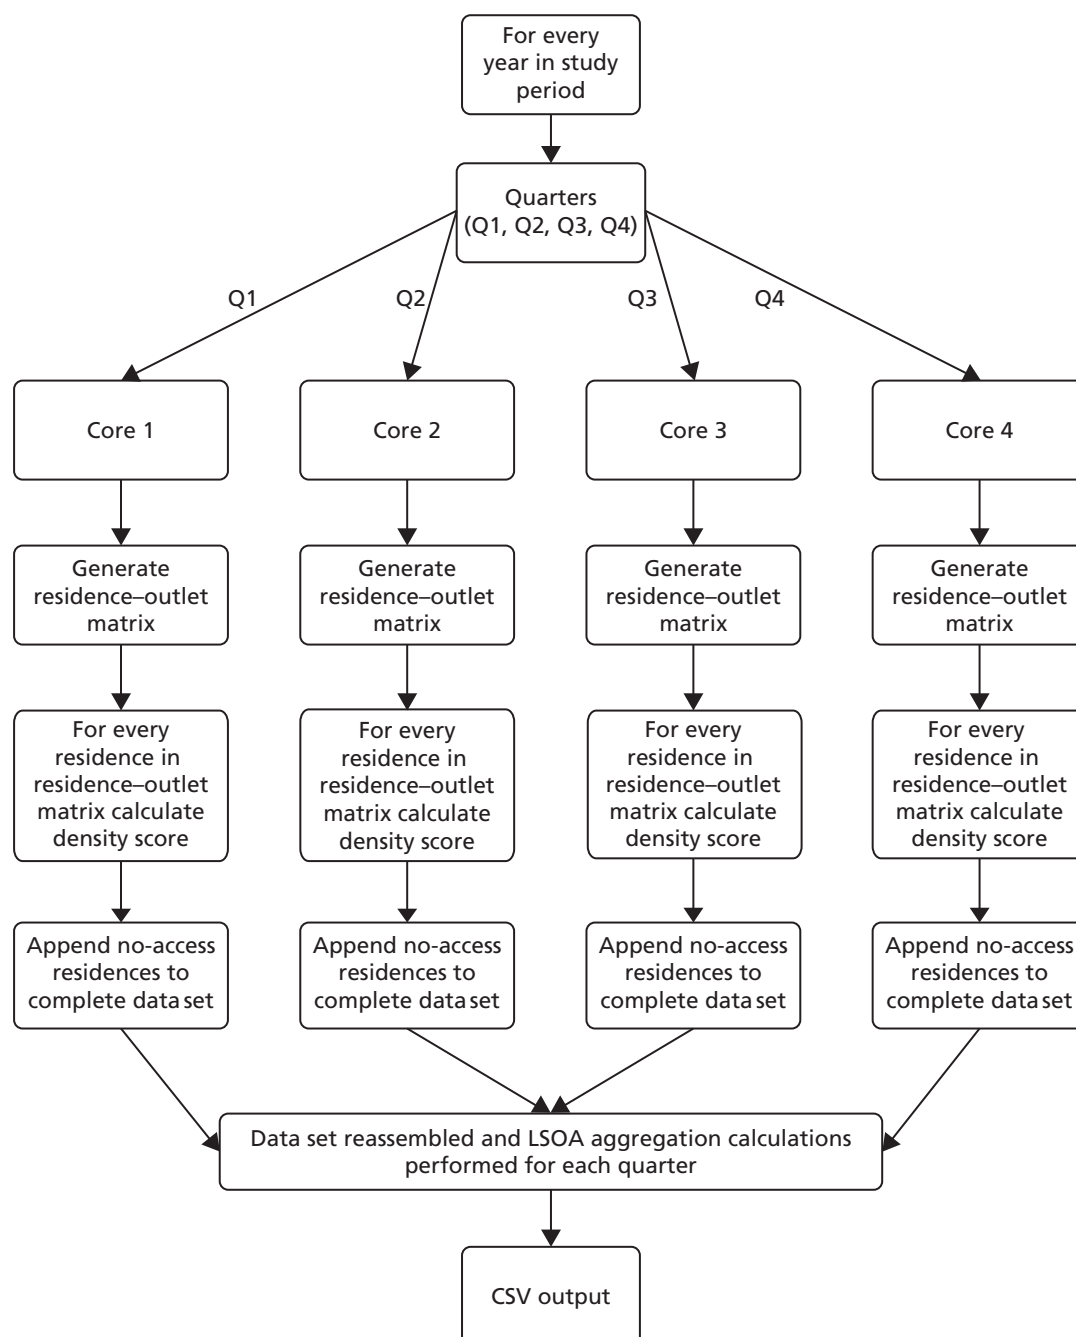 For every
year in study
period
Quarters
(Q1, Q2, Q3, Q4)
Q1
Q2
Q3
Q4
Core 1
Core 2
Core 3
Core 4
Generate
residence–outlet
matrix
Generate
residence–outlet
matrix
Generate
residence–outlet
matrix
Generate
residence–outlet
matrix
For every
residence in
residence–outlet
matrix calculate
density score
For every
residence in
residence–outlet
matrix calculate
density score
For every
residence in
residence–outlet
matrix calculate
density score
For every
residence in
residence–outlet
matrix calculate
density score
Append no-access
residences to
complete data set
Append no-access
residences to
complete data set
Append no-access
residences to
complete data set
Append no-access
residences to
complete data set
Data set reassembled and LSOA aggregation calculations
performed for each quarter
CSV output